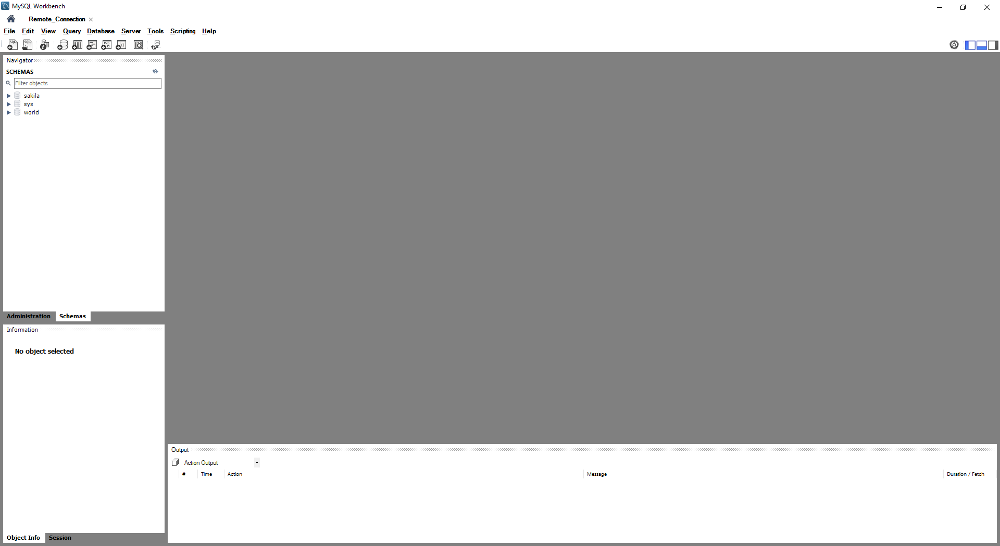 MySQL Workbench
Remote_Connection
File Edit View Query Database Server Tools Scripting Help
Navigator
SCHEMAS
Filter objects
sakila
sys
world
Administration Schemas
Information
No object selected
Object Info Session
Output
Action Output
# Time Action Message Duration / Fetch